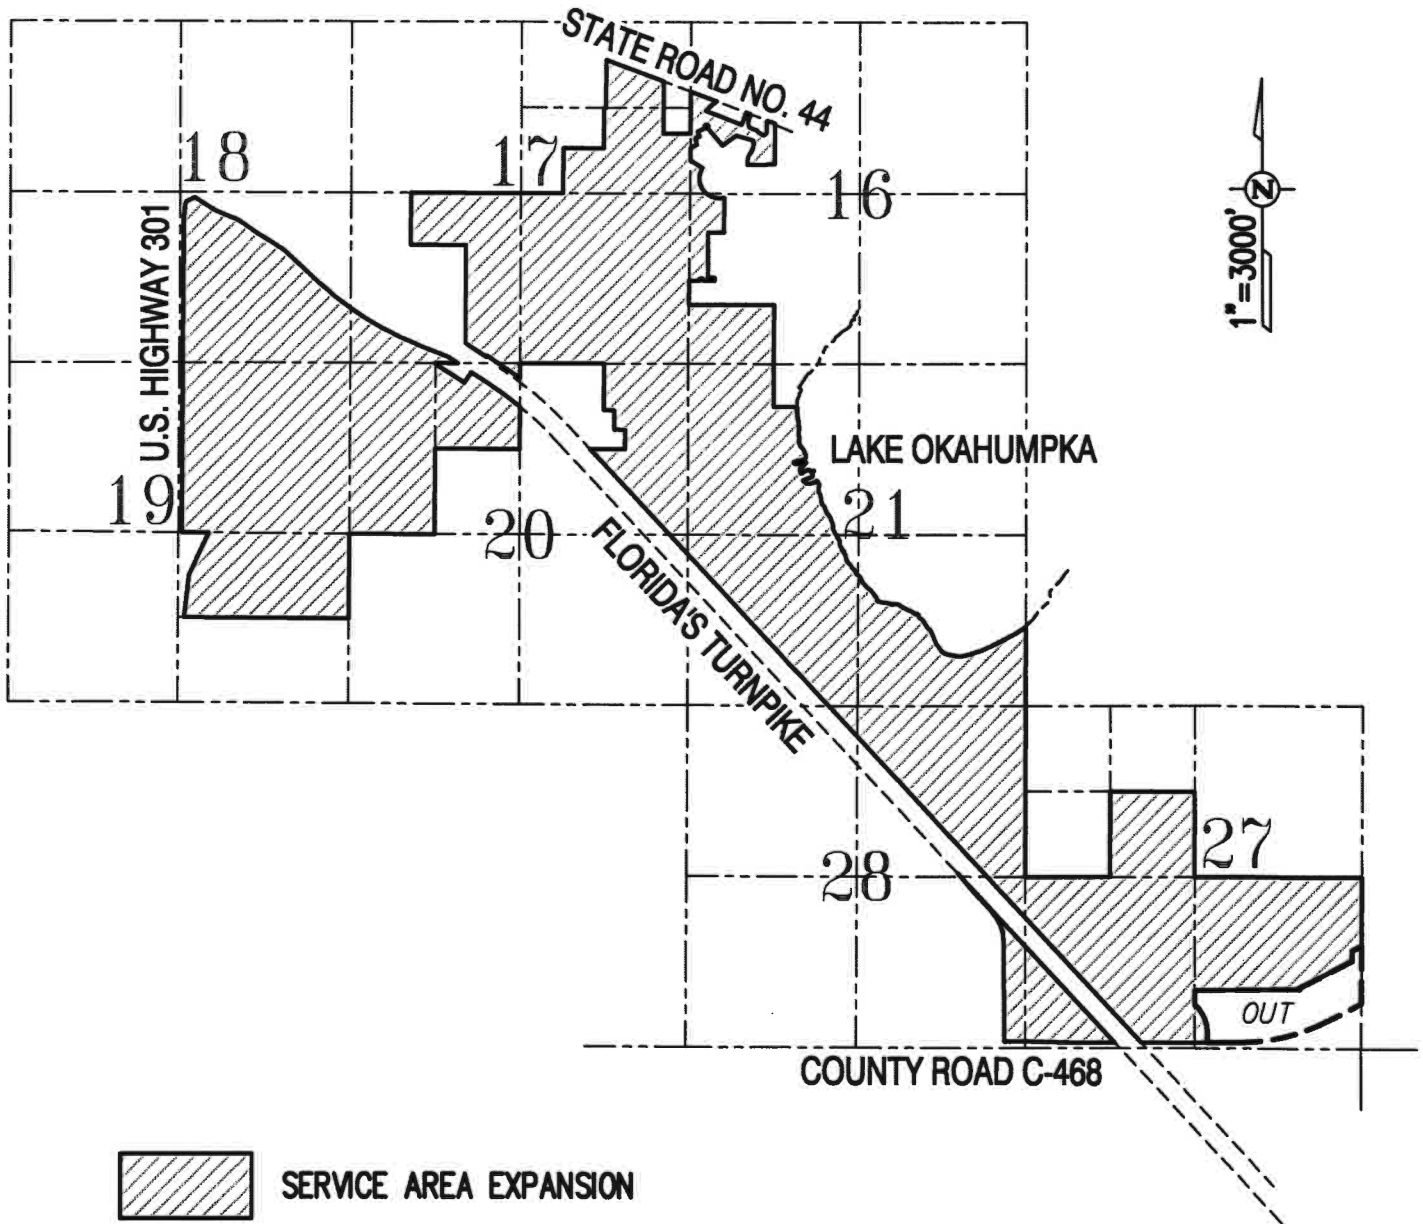 STATE ROAD NO. 44
18
17
16
N
1"=3000'
U.S. HIGHWAY 301
LAKE OKAHUMPKA
19
20
21
FLORIDA'S TURNPIKE
27
28
OUT
COUNTY ROAD C-468
SERVICE AREA EXPANSION